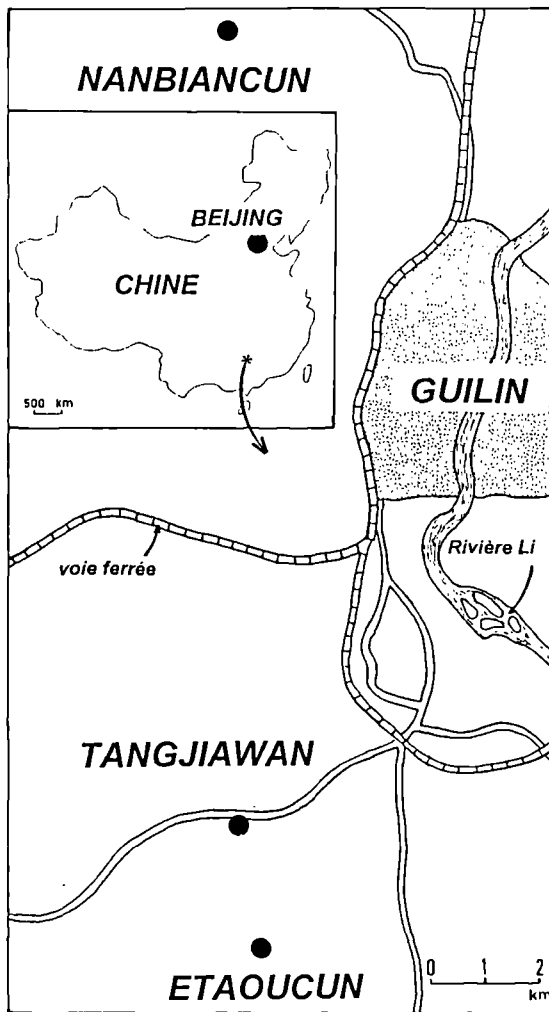 NANBIANCUN
BEIJING
CHINE
500 km
GUILIN
Rivière Li
voie ferrée
TANGJIAWAN
0 1 2
km
ETAOUCUN